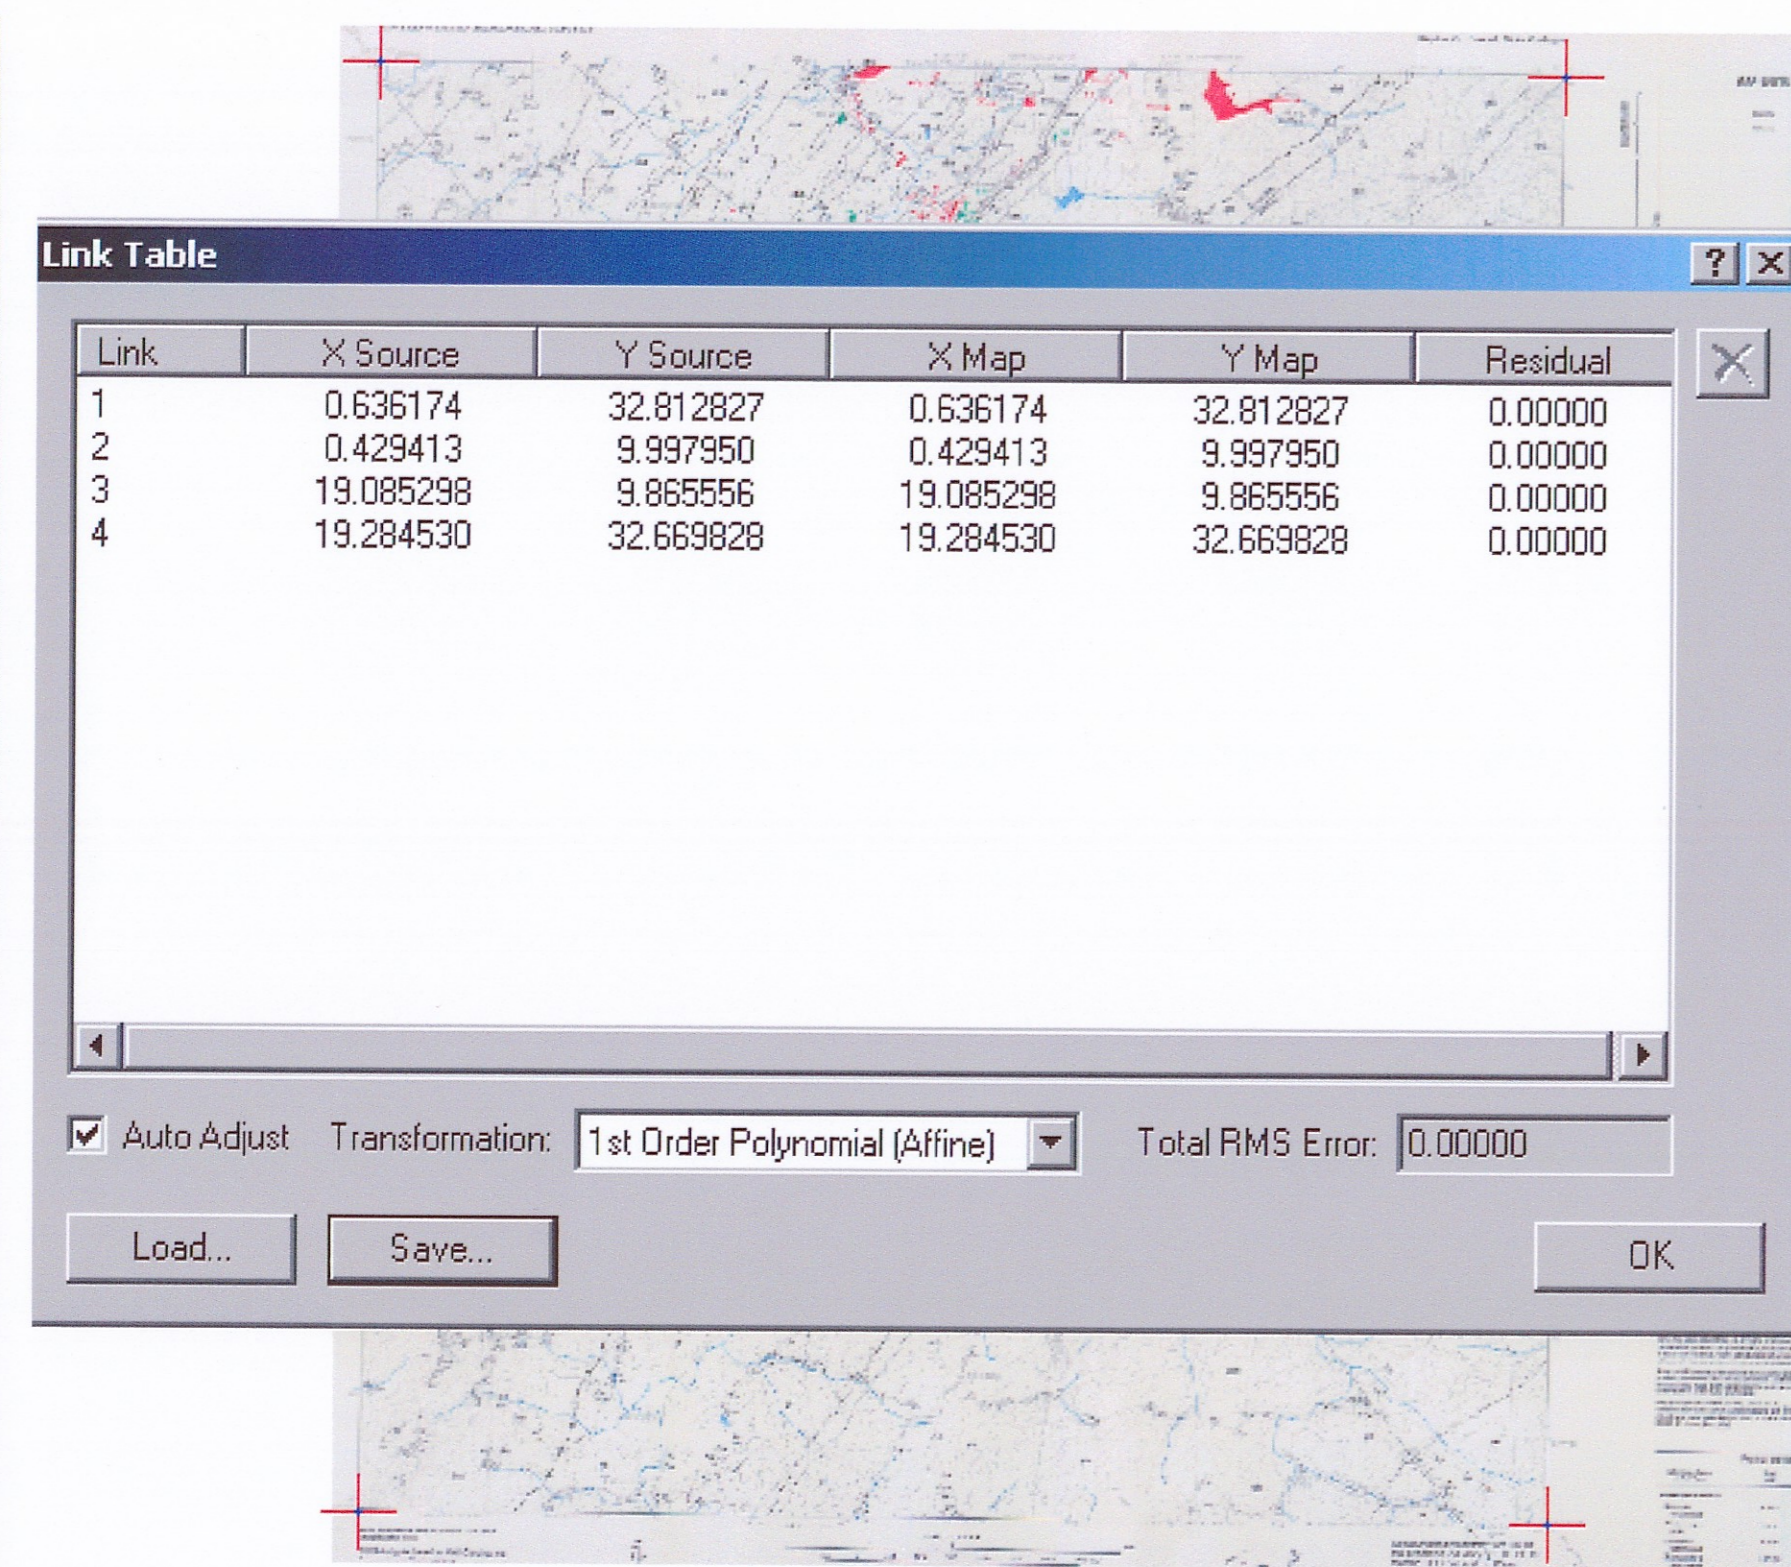 Link Table
Link X Source Y Source X Map Y Map Residual
1 0.636174 32.812827 0.636174 32.812827 0.00000
2 0.429413 9.997950 0.429413 9.997950 0.00000
3 19.085298 9.865556 19.085298 9.865556 0.00000
4 19.284530 32.669828 19.284530 32.669828 0.00000
Auto Adjust Transformation: 1st Order Polynomial (Affine) Total RMS Error: 0.00000
Load... Save... OK